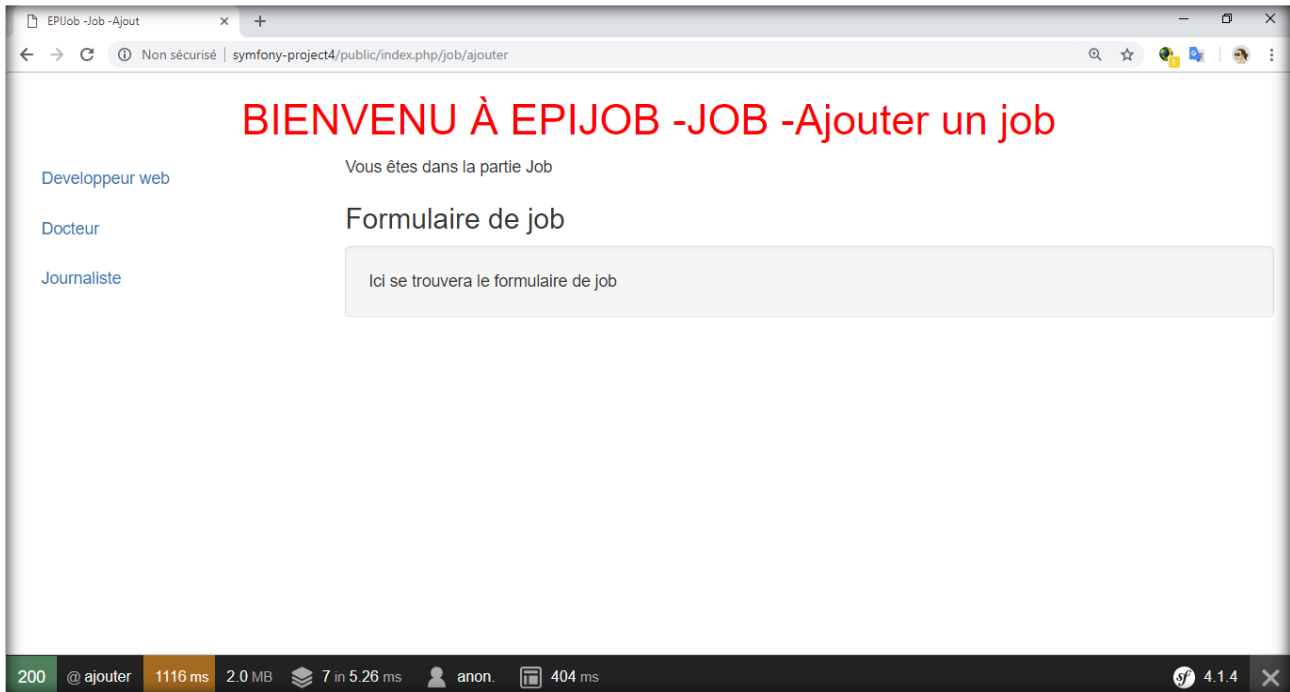 EPIJob -Job -Ajout
Non sécurisé | symfony-project4/public/index.php/job/ajouter
BIENVENU À EPIJOB -JOB -Ajouter un job
Developpeur web
Docteur
Journaliste
Vous êtes dans la partie Job
Formulaire de job
Ici se trouvera le formulaire de job
200 @ ajouter 1116 ms 2.0 MB 7 in 5.26 ms anon. 404 ms sf 4.1.4